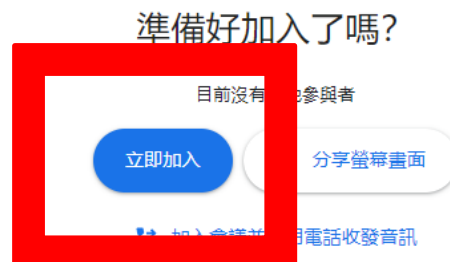 準備好加入了嗎？
目前沒有 參與者
立即加入 分享螢幕畫面
加入會議並 電話收發音訊